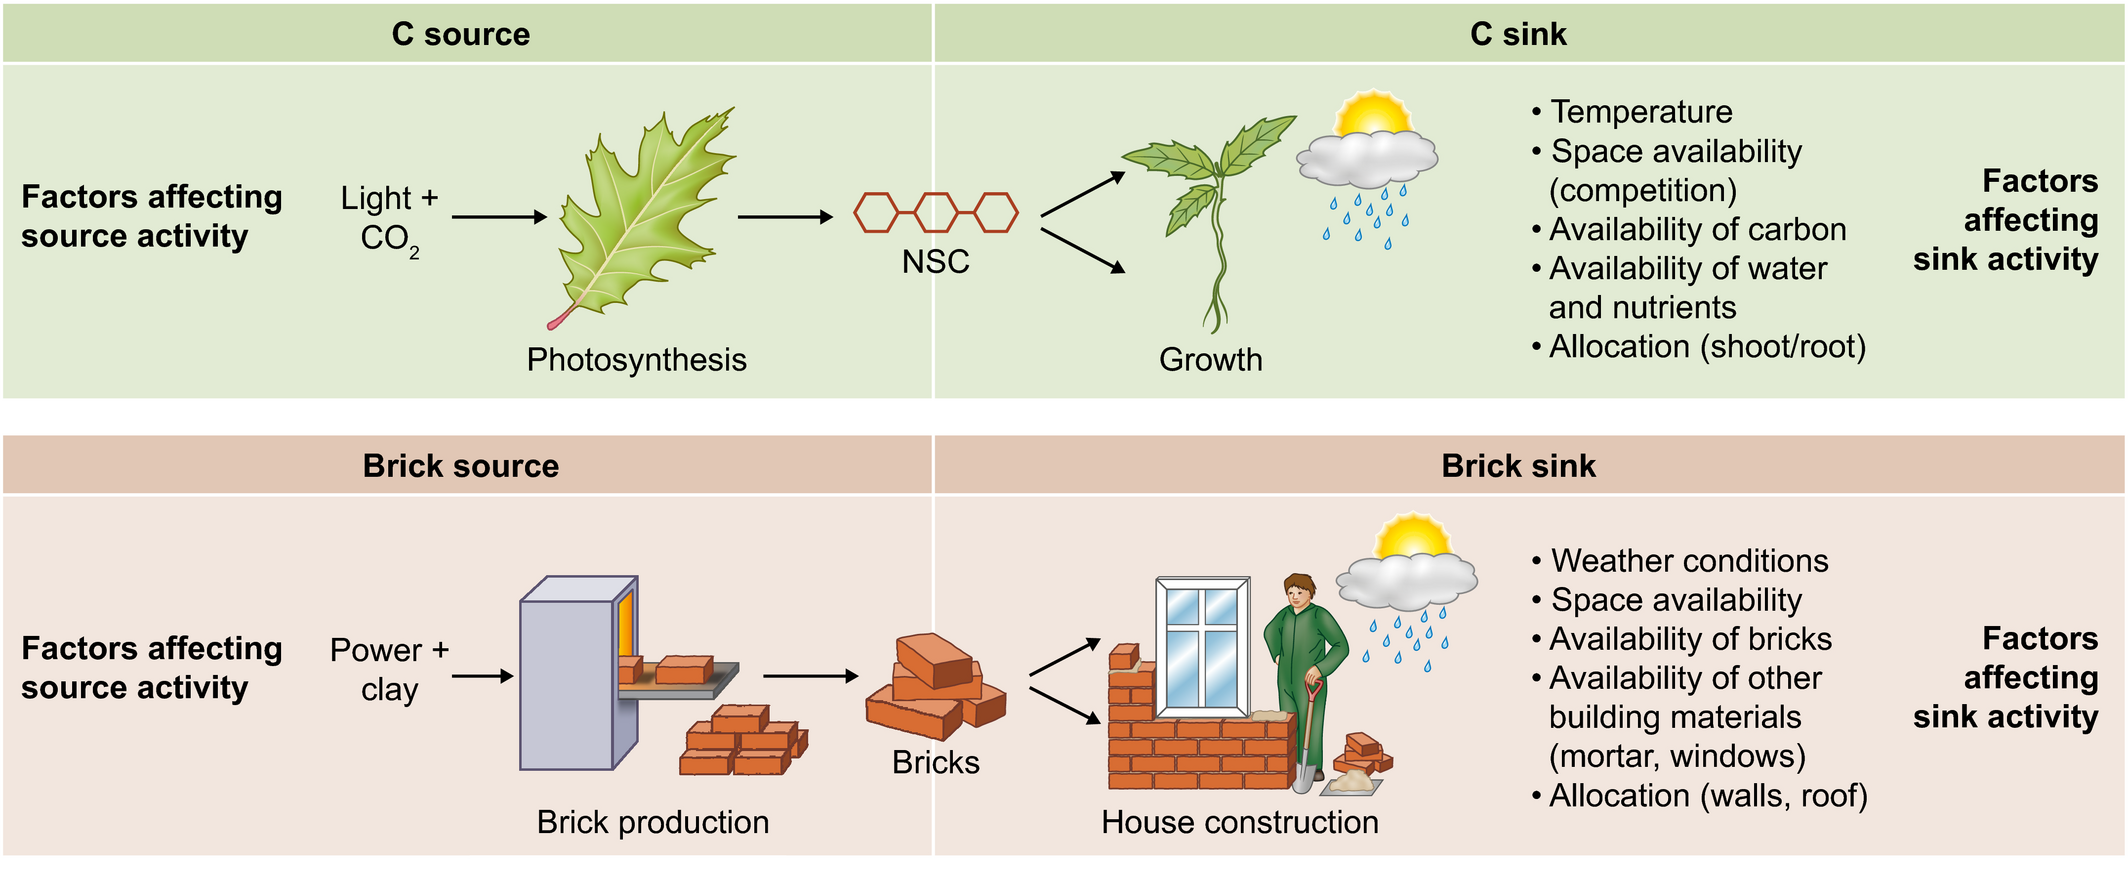 C source
C sink
Factors affecting
source activity
Light +
CO₂
Photosynthesis
NSC
Growth
• Temperature
• Space availability
(competition)
• Availability of carbon
• Availability of water
and nutrients
• Allocation (shoot/root)
Factors
affecting
sink activity
Brick source
Brick sink
Factors affecting
source activity
Power +
clay
Brick production
Bricks
House construction
• Weather conditions
• Space availability
• Availability of bricks
• Availability of other
building materials
(mortar, windows)
• Allocation (walls, roof)
Factors
affecting
sink activity